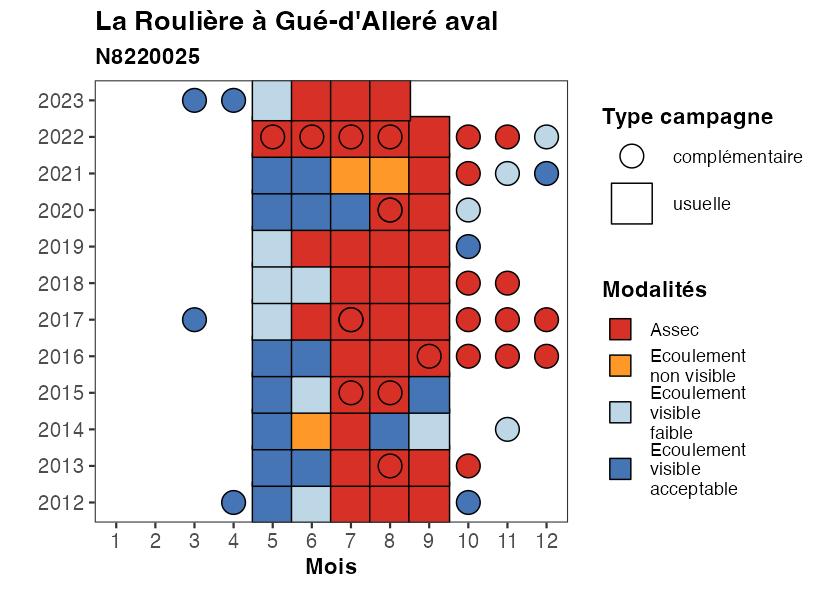 La Roulière à Gué-d'Alleré aval
N8220025
2023
2022
2021
2020
2019
2018
2017
2016
2015
2014
2013
2012
1 2 3 4 5 6 7 8 9 10 11 12
Mois
Type campagne
complémentaire
usuelle
Modalités
Assec
Ecoulement
non visible
Ecoulement
visible
faible
Ecoulement
visible
acceptable